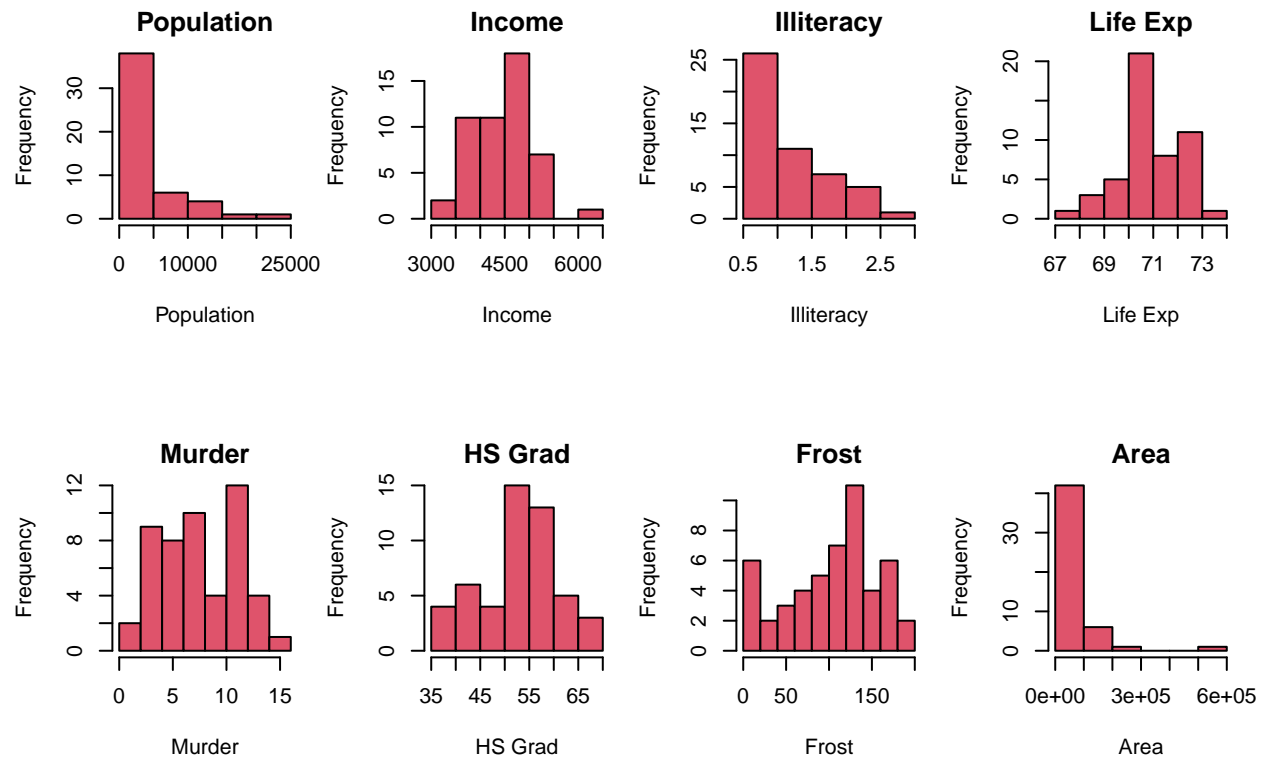 Population
Frequency
0 10 20 30
0 10000 25000
Population
Income
Frequency
0 5 10 15
3000 4500 6000
Income
Illiteracy
Frequency
0 5 15 25
0.5 1.5 2.5
Illiteracy
Life Exp
Frequency
0 5 10 20
67 69 71 73
Life Exp
Murder
Frequency
0 4 8 12
0 5 10 15
Murder
HS Grad
Frequency
0 5 10 15
35 45 55 65
HS Grad
Frost
Frequency
0 2 4 6 8
0 50 150
Frost
Area
Frequency
0 10 30
0e+00 3e+05 6e+05
Area